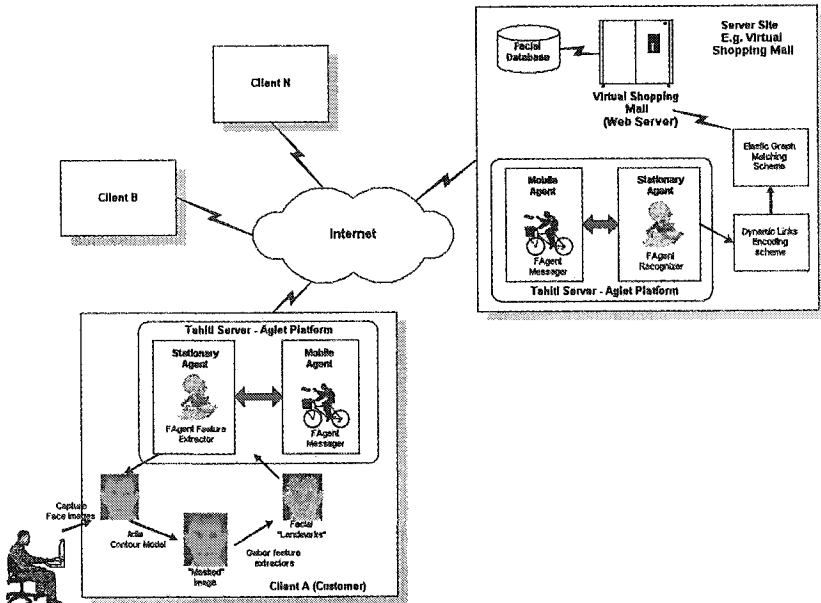 Client N
Client B
Internet
Server Site
E.g. Virtual
Shopping Mall
Facial
Database
Virtual Shopping
Mall
(Web Server)
Elastic Graph
Matching
Scheme
Dynamic Links
Encoding
scheme
Mobile
Agent
FAgent
Messager
Stationary
Agent
FAgent
Recognizer
Tahiti Server - Aglet Platform
Tahiti Server - Aglet Platform
Stationary
Agent
FAgent Feature
Extractor
Mobile
Agent
FAgent
Messager
Capture
Face Images
Contour Model
"Masked"
Image
Facial
"Landmarks"
Gabor feature
extractors
Client A (Customer)